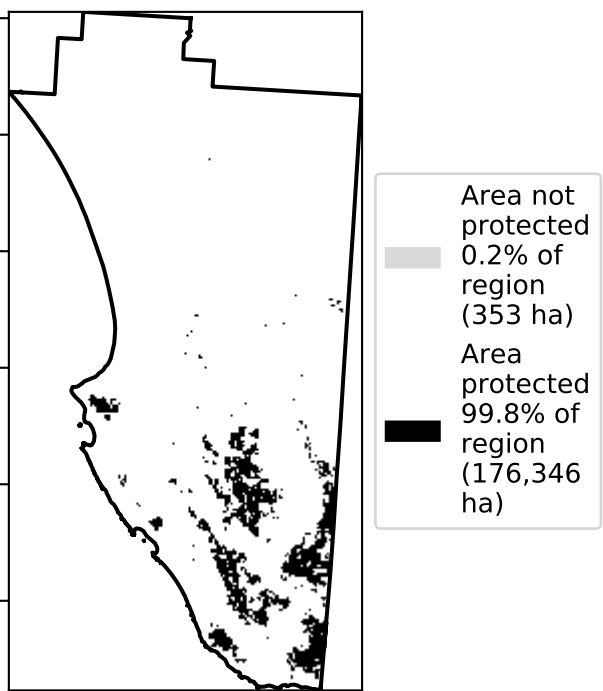 Area not
protected
0.2% of
region
(353 ha)
Area
protected
99.8% of
region
(176,346
ha)